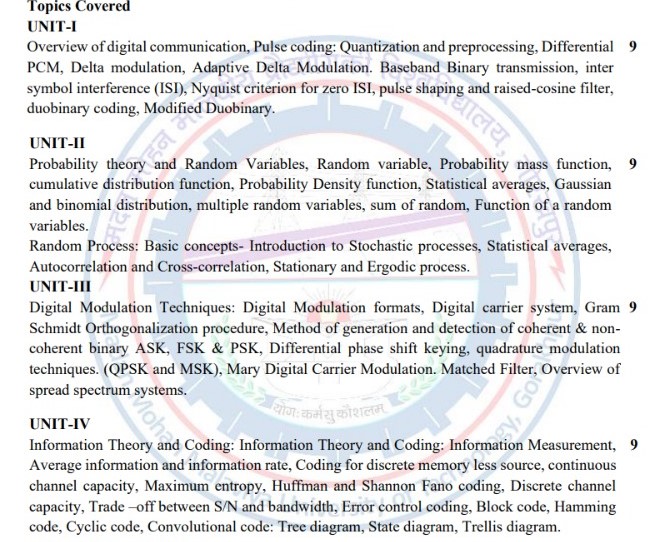 Topics Covered
UNIT-I
Overview of digital communication, Pulse coding: Quantization and preprocessing, Differential 9
PCM, Delta modulation, Adaptive Delta Modulation. Baseband Binary transmission, inter
symbol interference (ISI), Nyquist criterion for zero ISI, pulse shaping and raised-cosine filter,
duobinary coding, Modified Duobinary.
UNIT-II
Probability theory and Random Variables, Random variable, Probability mass function, 9
cumulative distribution function, Probability Density function, Statistical averages, Gaussian
and binomial distribution, multiple random variables, sum of random, Function of a random
variables.
Random Process: Basic concepts- Introduction to Stochastic processes, Statistical averages,
Autocorrelation and Cross-correlation, Stationary and Ergodic process.
UNIT-III
Digital Modulation Techniques: Digital Modulation formats, Digital carrier system, Gram 9
Schmidt Orthogonalization procedure, Method of generation and detection of coherent & non-
coherent binary ASK, FSK & PSK, Differential phase shift keying, quadrature modulation
techniques. (QPSK and MSK), Mary Digital Carrier Modulation. Matched Filter, Overview of
spread spectrum systems.
योगः कर्मसु कौशलम्
UNIT-IV
Information Theory and Coding: Information Theory and Coding: Information Measurement, 9
Average information and information rate, Coding for discrete memory less source, continuous
channel capacity, Maximum entropy, Huffman and Shannon Fano coding, Discrete channel
capacity, Trade –off between S/N and bandwidth, Error control coding, Block code, Hamming
code, Cyclic code, Convolutional code: Tree diagram, State diagram, Trellis diagram.